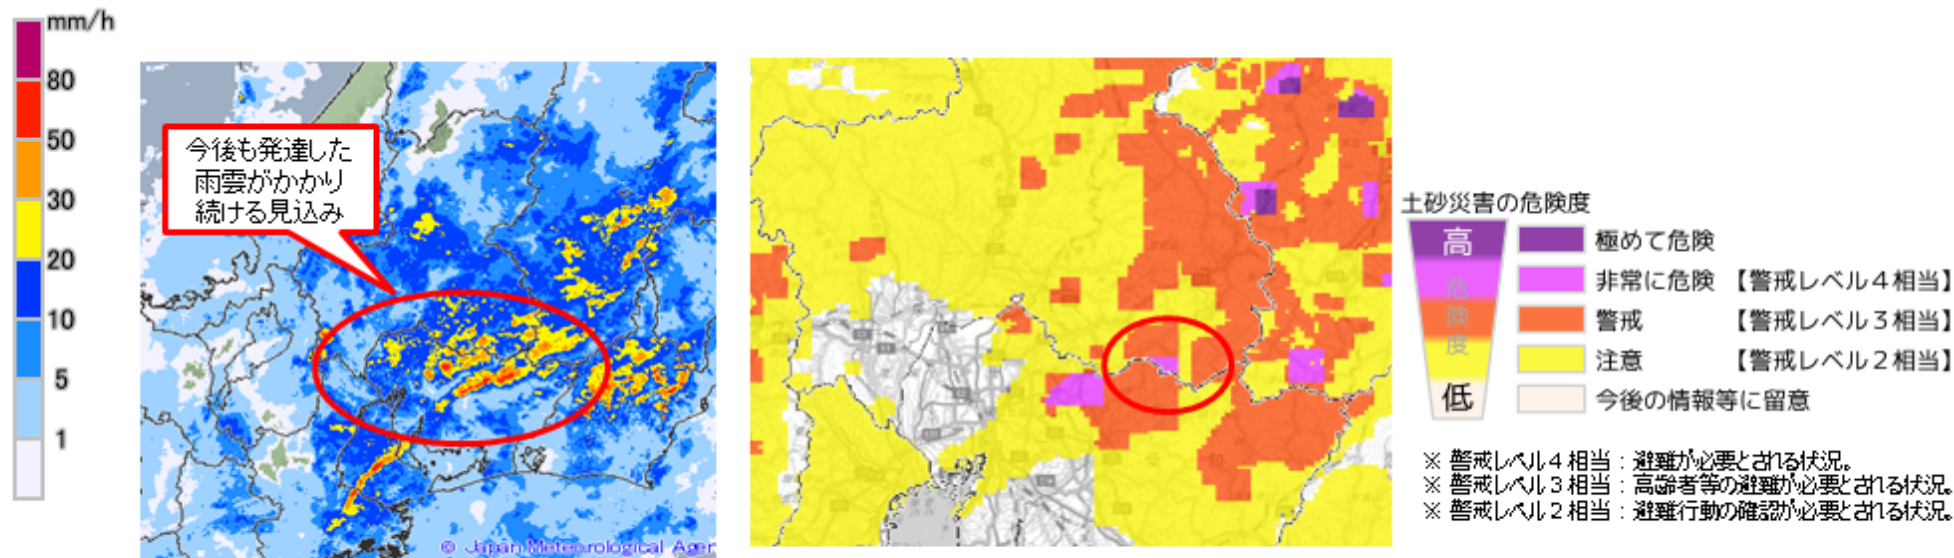 mm/h
80
50
30
20
10
5
1
今後も発達した
雨雲がかかり
続ける見込み
© Japan Meteorological Agen
土砂災害の危険度
高
危
険
度
低
極めて危険
非常に危険 【警戒レベル4相当】
警戒 【警戒レベル3相当】
注意 【警戒レベル2相当】
今後の情報等に留意
※ 警戒レベル4相当：避難が必要とされる状況。
※ 警戒レベル3相当：高齢者等の避難が必要とされる状況。
※ 警戒レベル2相当：避難行動の確認が必要とされる状況。